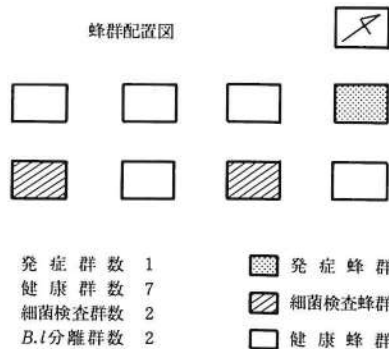 蜂群配置図
発症群数 1
健康群数 7
細菌検査群数 2
B.l分離群数 2
発症蜂群
細菌検査蜂群
健康蜂群